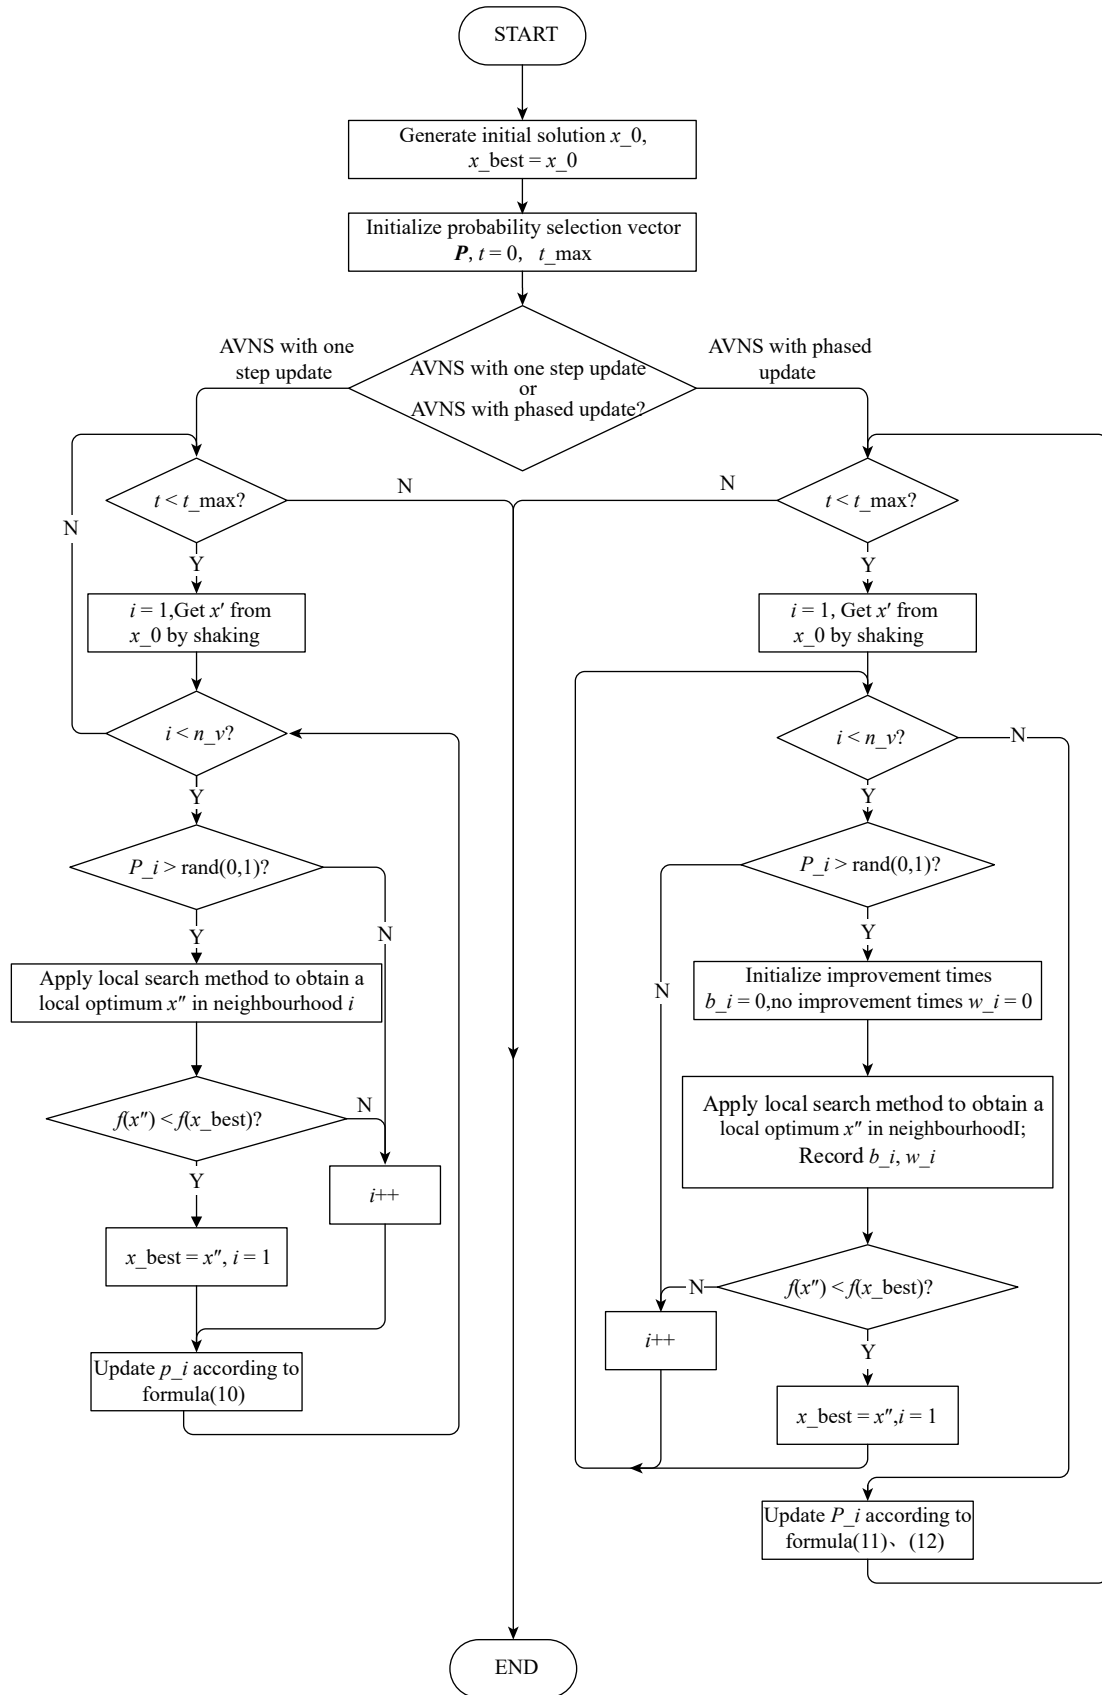 START
Generate initial solution x_0,
x_best = x_0
Initialize probability selection vector
P, t = 0, t_max
AVNS with one
step update
AVNS with one step update
or
AVNS with phased update?
AVNS with phased
update
t < t_max?
N
N
t < t_max?
N
Y
Y
i = 1,Get x′ from
x_0 by shaking
i = 1, Get x′ from
x_0 by shaking
i < n_v?
i < n_v?
N
Y
Y
P_i > rand(0,1)?
P_i > rand(0,1)?
Y
N
Y
N
Apply local search method to obtain a
local optimum x″ in neighbourhood i
Initialize improvement times
b_i = 0,no improvement times w_i = 0
f(x″) < f(x_best)?
N
Apply local search method to obtain a
local optimum x″ in neighbourhoodI;
Record b_i, w_i
Y
i++
x_best = x″, i = 1
N
f(x″) < f(x_best)?
i++
Y
Update p_i according to
formula(10)
x_best = x″,i = 1
Update P_i according to
formula(11)、(12)
END